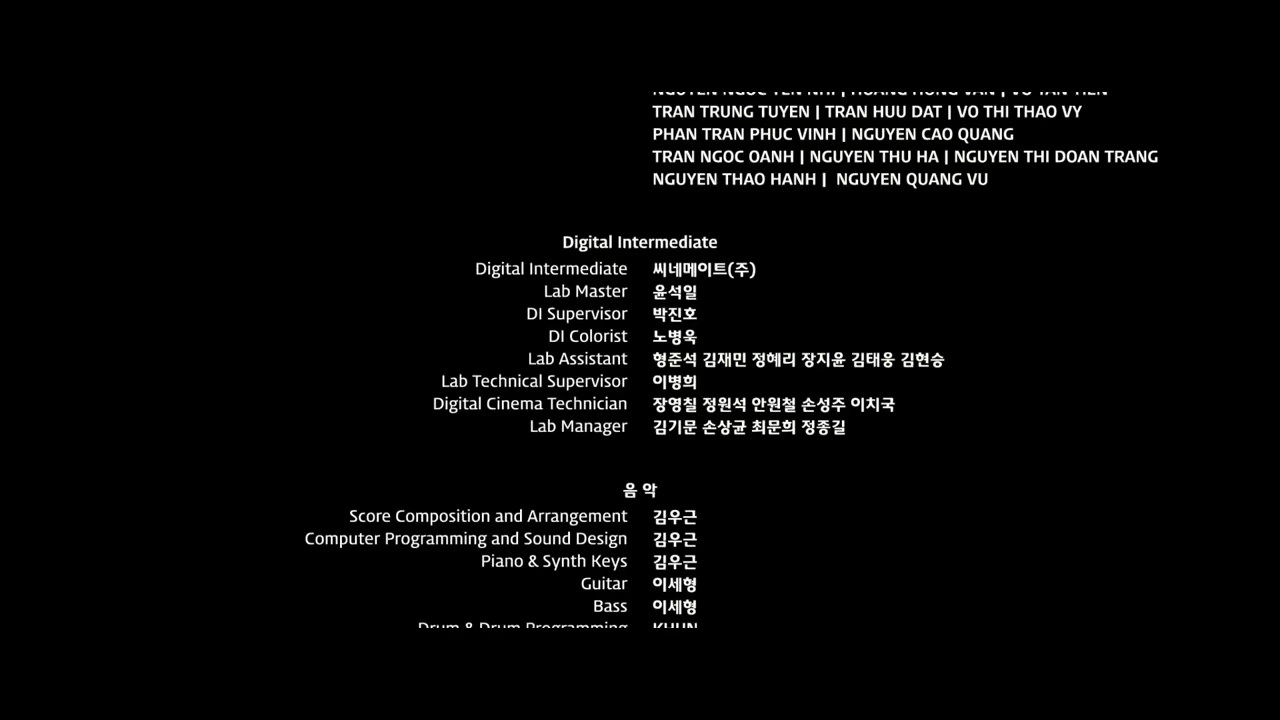 TRAN TRUNG TUYEN | TRAN HUU DAT | VO THI THAO VY
PHAN TRAN PHUC VINH | NGUYEN CAO QUANG
TRAN NGOC OANH | NGUYEN THU HA | NGUYEN THI DOAN TRANG
NGUYEN THAO HANH | NGUYEN QUANG VU
Digital Intermediate
Digital Intermediate 씨네메이트(주)
Lab Master 윤석일
DI Supervisor 박진호
DI Colorist 노병욱
Lab Assistant 형준석 김재민 정혜리 장지윤 김태웅 김현승
Lab Technical Supervisor 이병희
Digital Cinema Technician 장영칠 정원석 안원철 손성주 이치국
Lab Manager 김기문 손상균 최문희 정종길
음 악
Score Composition and Arrangement 김우근
Computer Programming and Sound Design 김우근
Piano & Synth Keys 김우근
Guitar 이세형
Bass 이세형
Drum & Drum Programming